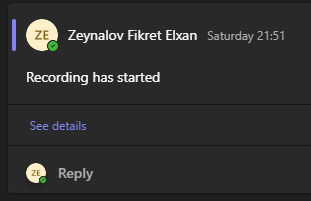 ZE Zeynalov Fikret Elxan Saturday 21:51
Recording has started
See details
ZE Reply